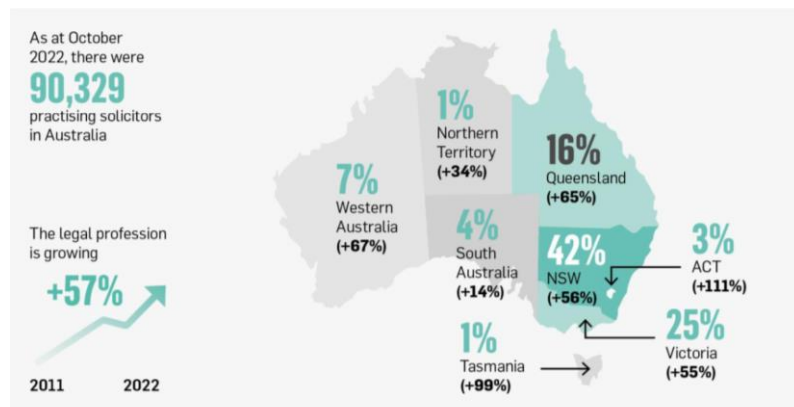 As at October
2022, there were
90,329
practising solicitors
in Australia
The legal profession
is growing
+57%
2011 2022
1%
Northern
Territory
(+34%)
16%
Queensland
(+65%)
7%
Western
Australia
(+67%)
4%
South
Australia
(+14%)
42%
NSW
(+56%)
3%
ACT
(+111%)
25%
Victoria
(+55%)
1%
Tasmania
(+99%)